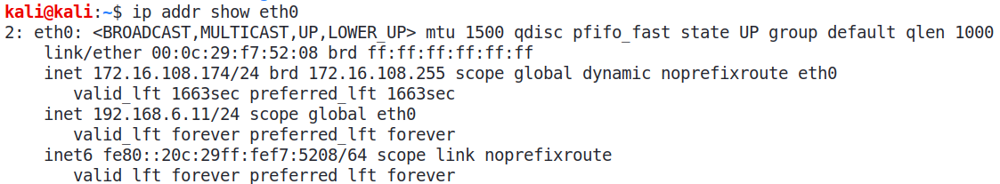 kali@kali:~$ ip addr show eth0
2: eth0: <BROADCAST,MULTICAST,UP,LOWER_UP> mtu 1500 qdisc pfifo_fast state UP group default qlen 1000
    link/ether 00:0c:29:f7:52:08 brd ff:ff:ff:ff:ff:ff
    inet 172.16.108.174/24 brd 172.16.108.255 scope global dynamic noprefixroute eth0
       valid_lft 1663sec preferred_lft 1663sec
    inet 192.168.6.11/24 scope global eth0
       valid_lft forever preferred_lft forever
    inet6 fe80::20c:29ff:fef7:5208/64 scope link noprefixroute
       valid_lft forever preferred_lft forever